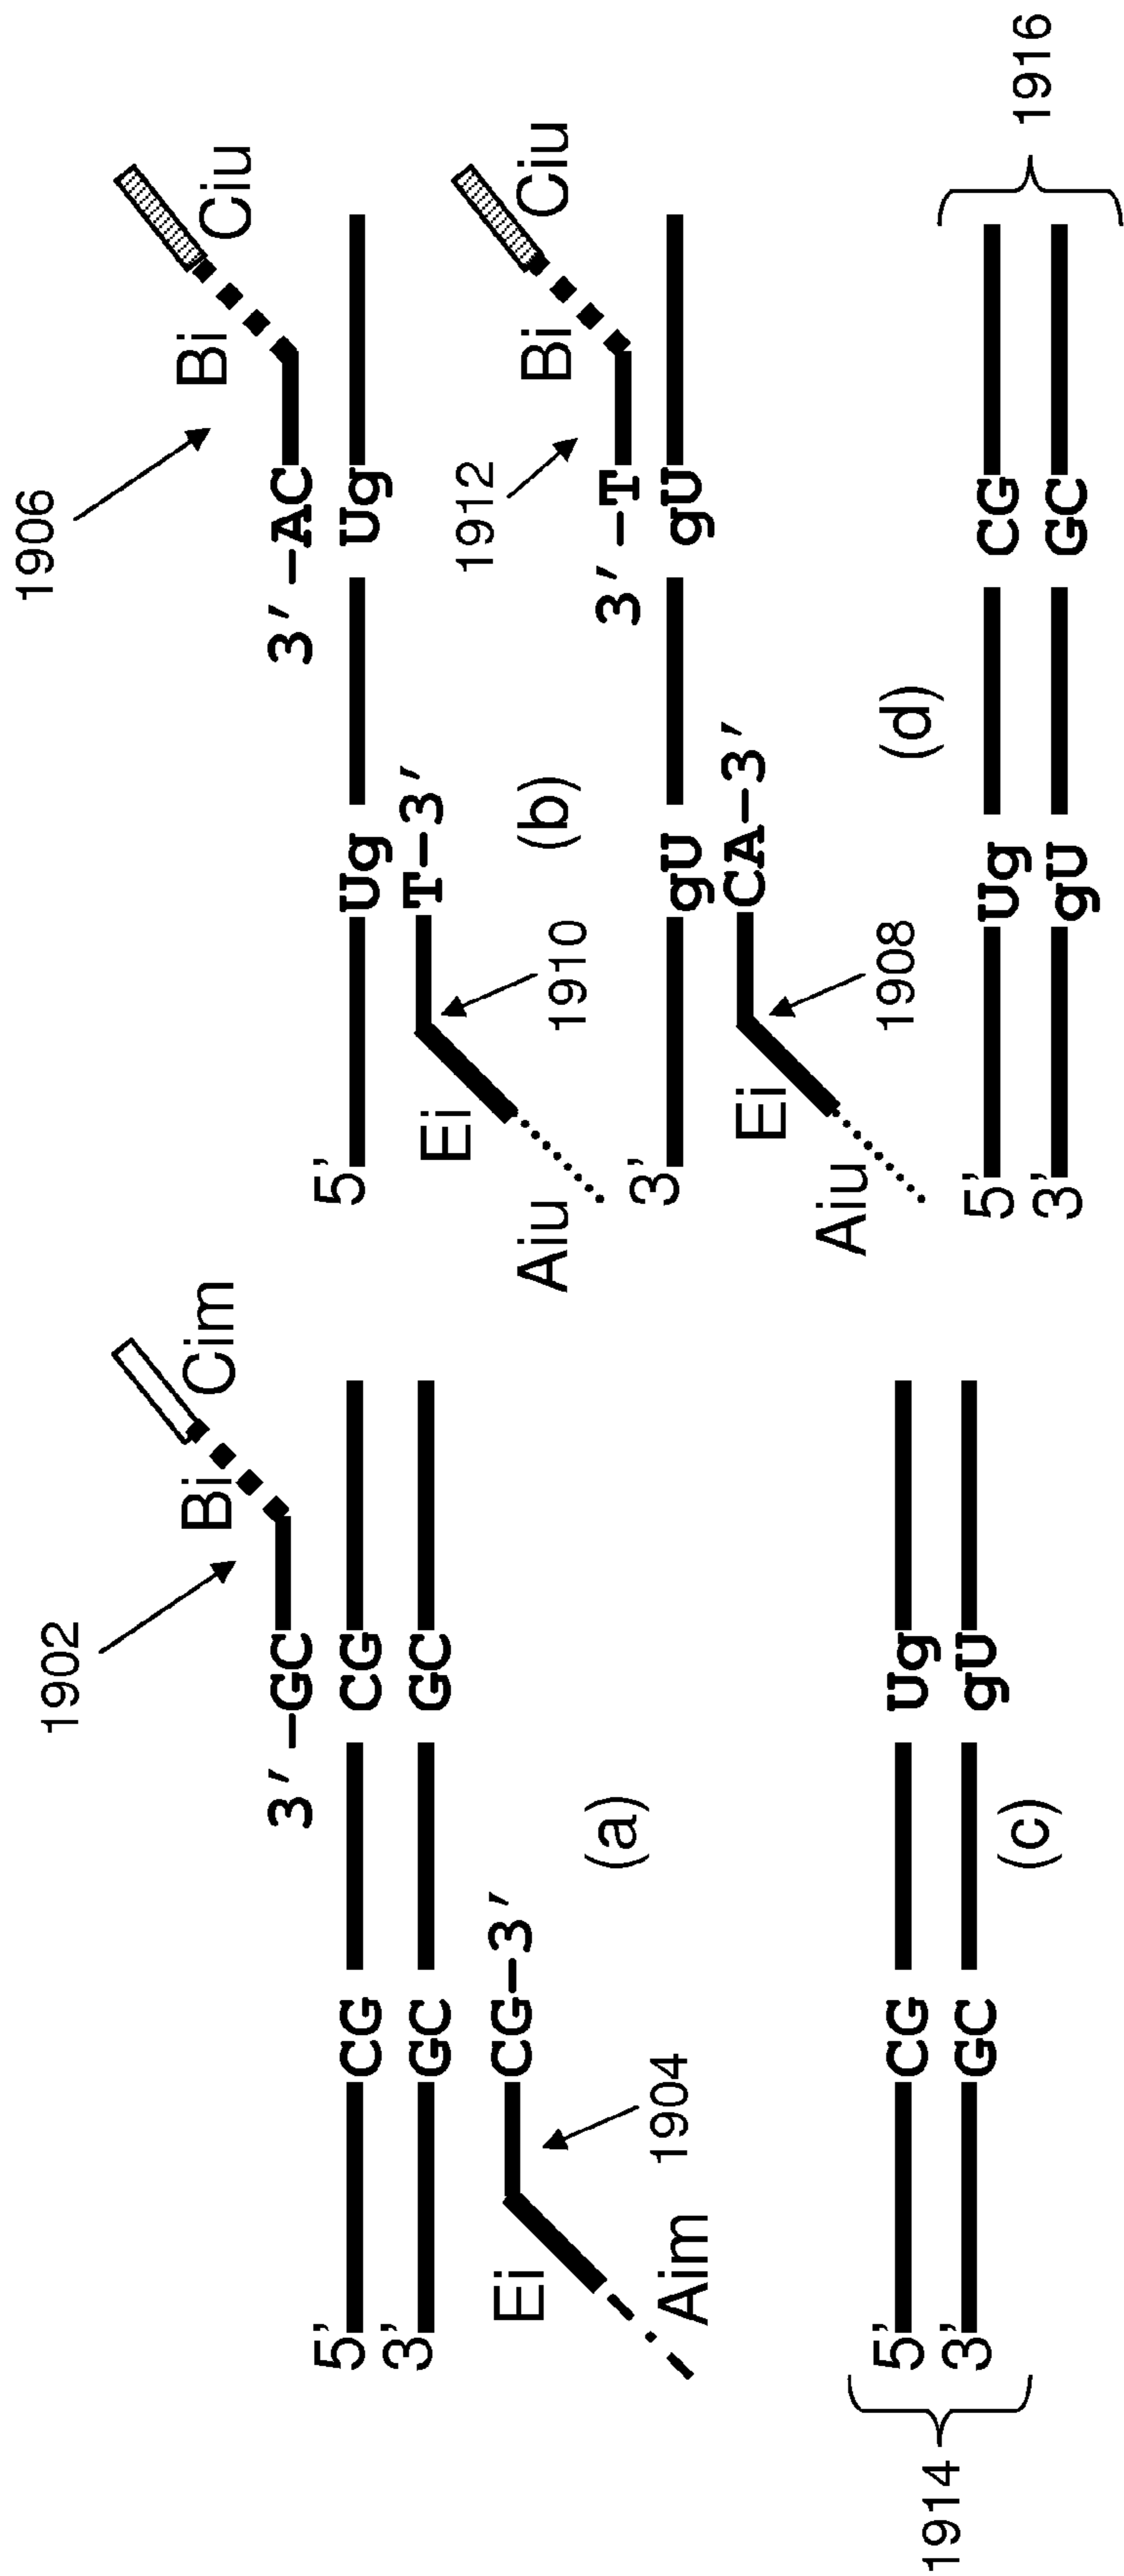 1902
Bi
Cim
3'-GC
5' CG CG
3' GC GC
CG-3'
Ei
1904
Aim
(a)
1906
Bi
Ciu
3'-AC
5' Ug Ug
T-3'
Ei
1910
Aiu
(b)
1912
Bi
Ciu
3'-T
3' gU gU
CA-3'
Ei
1908
Aiu
1914
5' CG Ug
3' GC gU
(c)
(d)
5' Ug CG
3' gU GC
1916